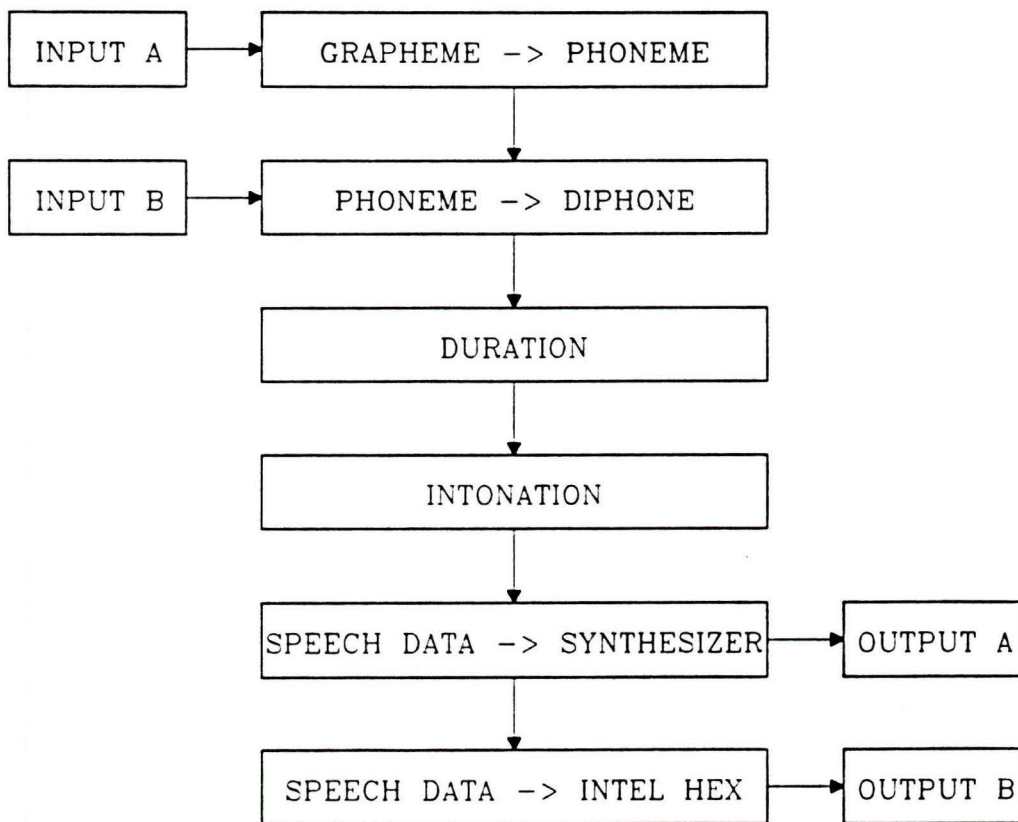 INPUT A
GRAPHEME -> PHONEME
INPUT B
PHONEME -> DIPHONE
DURATION
INTONATION
SPEECH DATA -> SYNTHESIZER
OUTPUT A
SPEECH DATA -> INTEL HEX
OUTPUT B